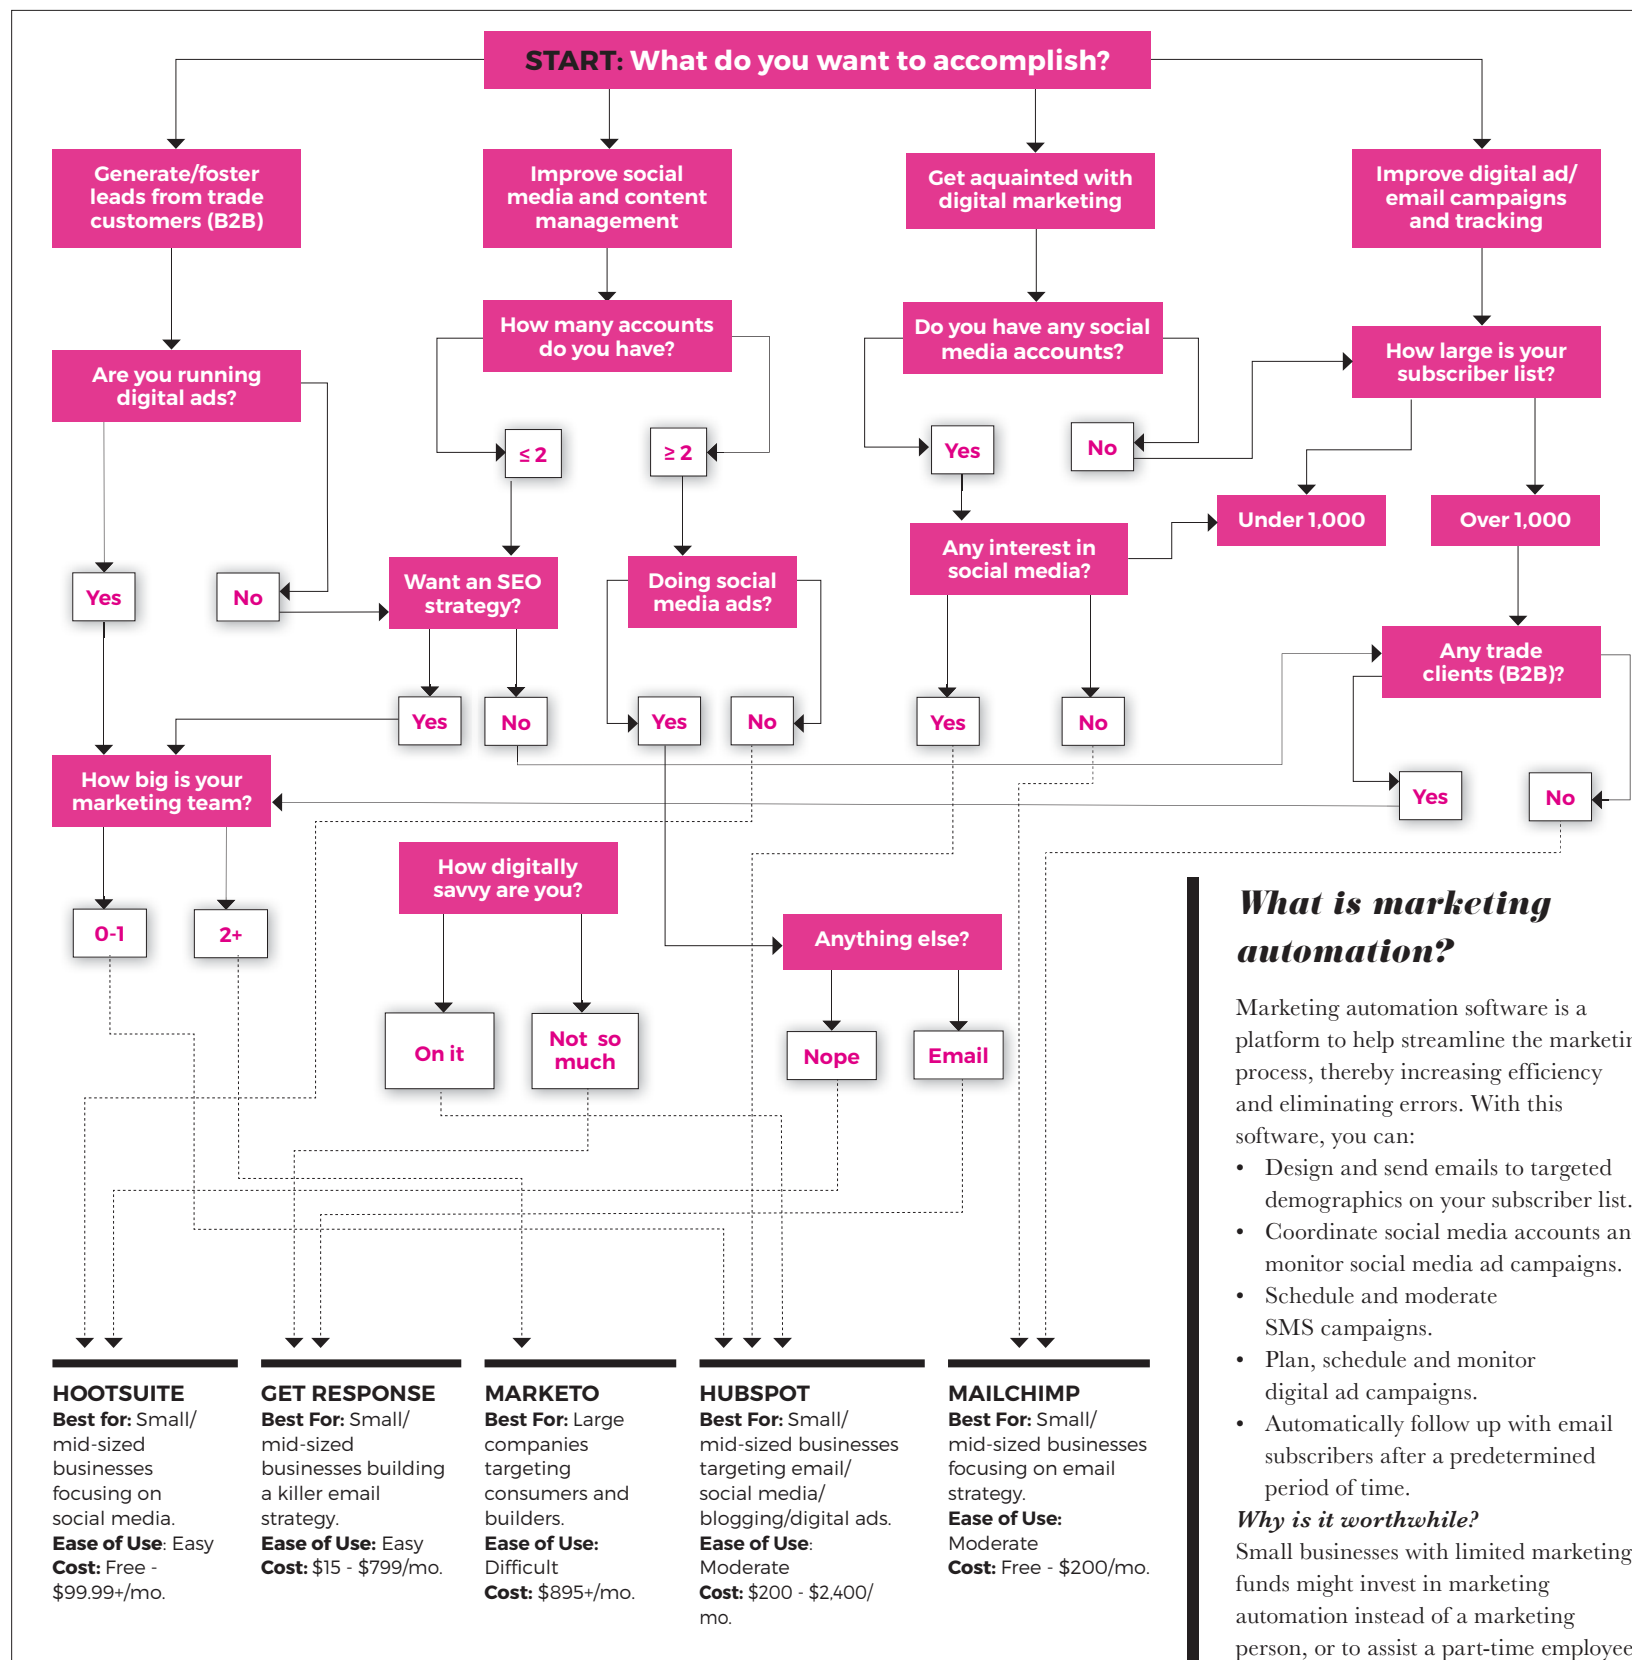 START: What do you want to accomplish?
Generate/foster
leads from trade
customers (B2B)
Improve social
media and content
management
Get aquainted with
digital marketing
Improve digital ad/
email campaigns
and tracking
How many accounts
do you have?
Do you have any social
media accounts?
How large is your
subscriber list?
Are you running
digital ads?
≤ 2
≥ 2
Yes
No
Under 1,000
Over 1,000
Yes
No
Want an SEO
strategy?
Doing social
media ads?
Any interest in
social media?
Any trade
clients (B2B)?
Yes
No
Yes
No
Yes
No
Yes
No
How big is your
marketing team?
0-1
2+
How digitally
savvy are you?
Anything else?
On it
Not so
much
Nope
Email
HOOTSUITE
Best for: Small/
mid-sized
businesses
focusing on
social media.
Ease of Use: Easy
Cost: Free -
$99.99+/mo.
GET RESPONSE
Best For: Small/
mid-sized
businesses building
a killer email
strategy.
Ease of Use: Easy
Cost: $15 - $799/mo.
MARKETO
Best For: Large
companies
targeting
consumers and
builders.
Ease of Use:
Difficult
Cost: $895+/mo.
HUBSPOT
Best For: Small/
mid-sized businesses
targeting email/
social media/
blogging/digital ads.
Ease of Use:
Moderate
Cost: $200 - $2,400/
mo.
MAILCHIMP
Best For: Small/
mid-sized businesses
focusing on email
strategy.
Ease of Use:
Moderate
Cost: Free - $200/mo.
What is marketing
automation?
Marketing automation software is a
platform to help streamline the marketin
process, thereby increasing efficiency
and eliminating errors. With this
software, you can:
• Design and send emails to targeted
demographics on your subscriber list.
• Coordinate social media accounts an
monitor social media ad campaigns.
• Schedule and moderate
SMS campaigns.
• Plan, schedule and monitor
digital ad campaigns.
• Automatically follow up with email
subscribers after a predetermined
period of time.
Why is it worthwhile?
Small businesses with limited marketing
funds might invest in marketing
automation instead of a marketing
person, or to assist a part-time employee